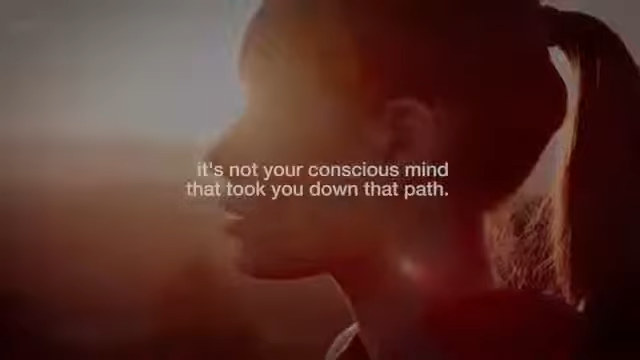 it's not your conscious mind
that took you down that path.